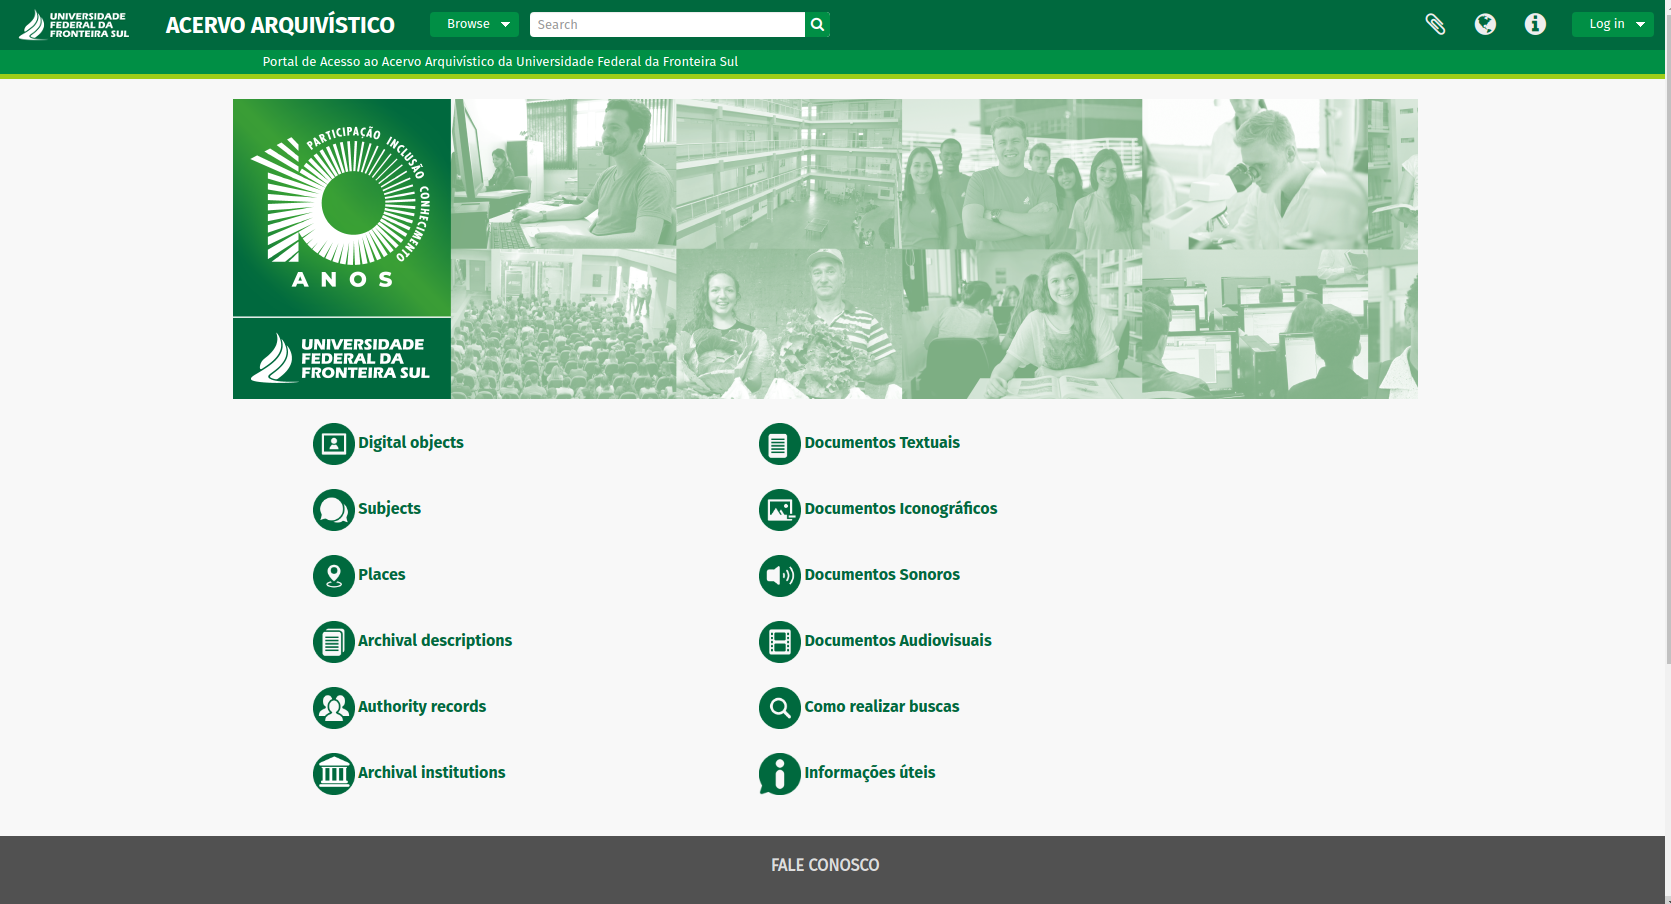 UNIVERSIDADE
FEDERAL DA
FRONTEIRA SUL
ACERVO ARQUIVÍSTICO
Browse
Search
Log in
Portal de Acesso ao Acervo Arquivístico da Universidade Federal da Fronteira Sul
PARTICIPAÇÃO INCLUSÃO CONHECIMENTO
10
ANOS
UNIVERSIDADE
FEDERAL DA
FRONTEIRA SUL
Digital objects
Documentos Textuais
Subjects
Documentos Iconográficos
Places
Documentos Sonoros
Archival descriptions
Documentos Audiovisuais
Authority records
Como realizar buscas
Archival institutions
Informações úteis
FALE CONOSCO